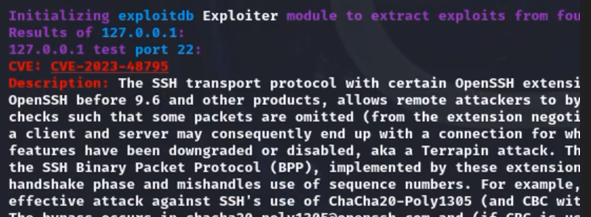 Initializing exploitdb Exploiter module to extract exploits from fou
Results of 127.0.0.1:
127.0.0.1 test port 22:
CVE: CVE-2023-48795
Description: The SSH transport protocol with certain OpenSSH extensi
OpenSSH before 9.6 and other products, allows remote attackers to by
checks such that some packets are omitted (from the extension negoti
a client and server may consequently end up with a connection for wh
features have been downgraded or disabled, aka a Terrapin attack. Th
the SSH Binary Packet Protocol (BPP), implemented by these extension
handshake phase and mishandles use of sequence numbers. For example,
effective attack against SSH's use of ChaCha20-Poly1305 (and CBC wit
The bypass occurs in chacha20-poly1305@openssh.com and (if CBC is us